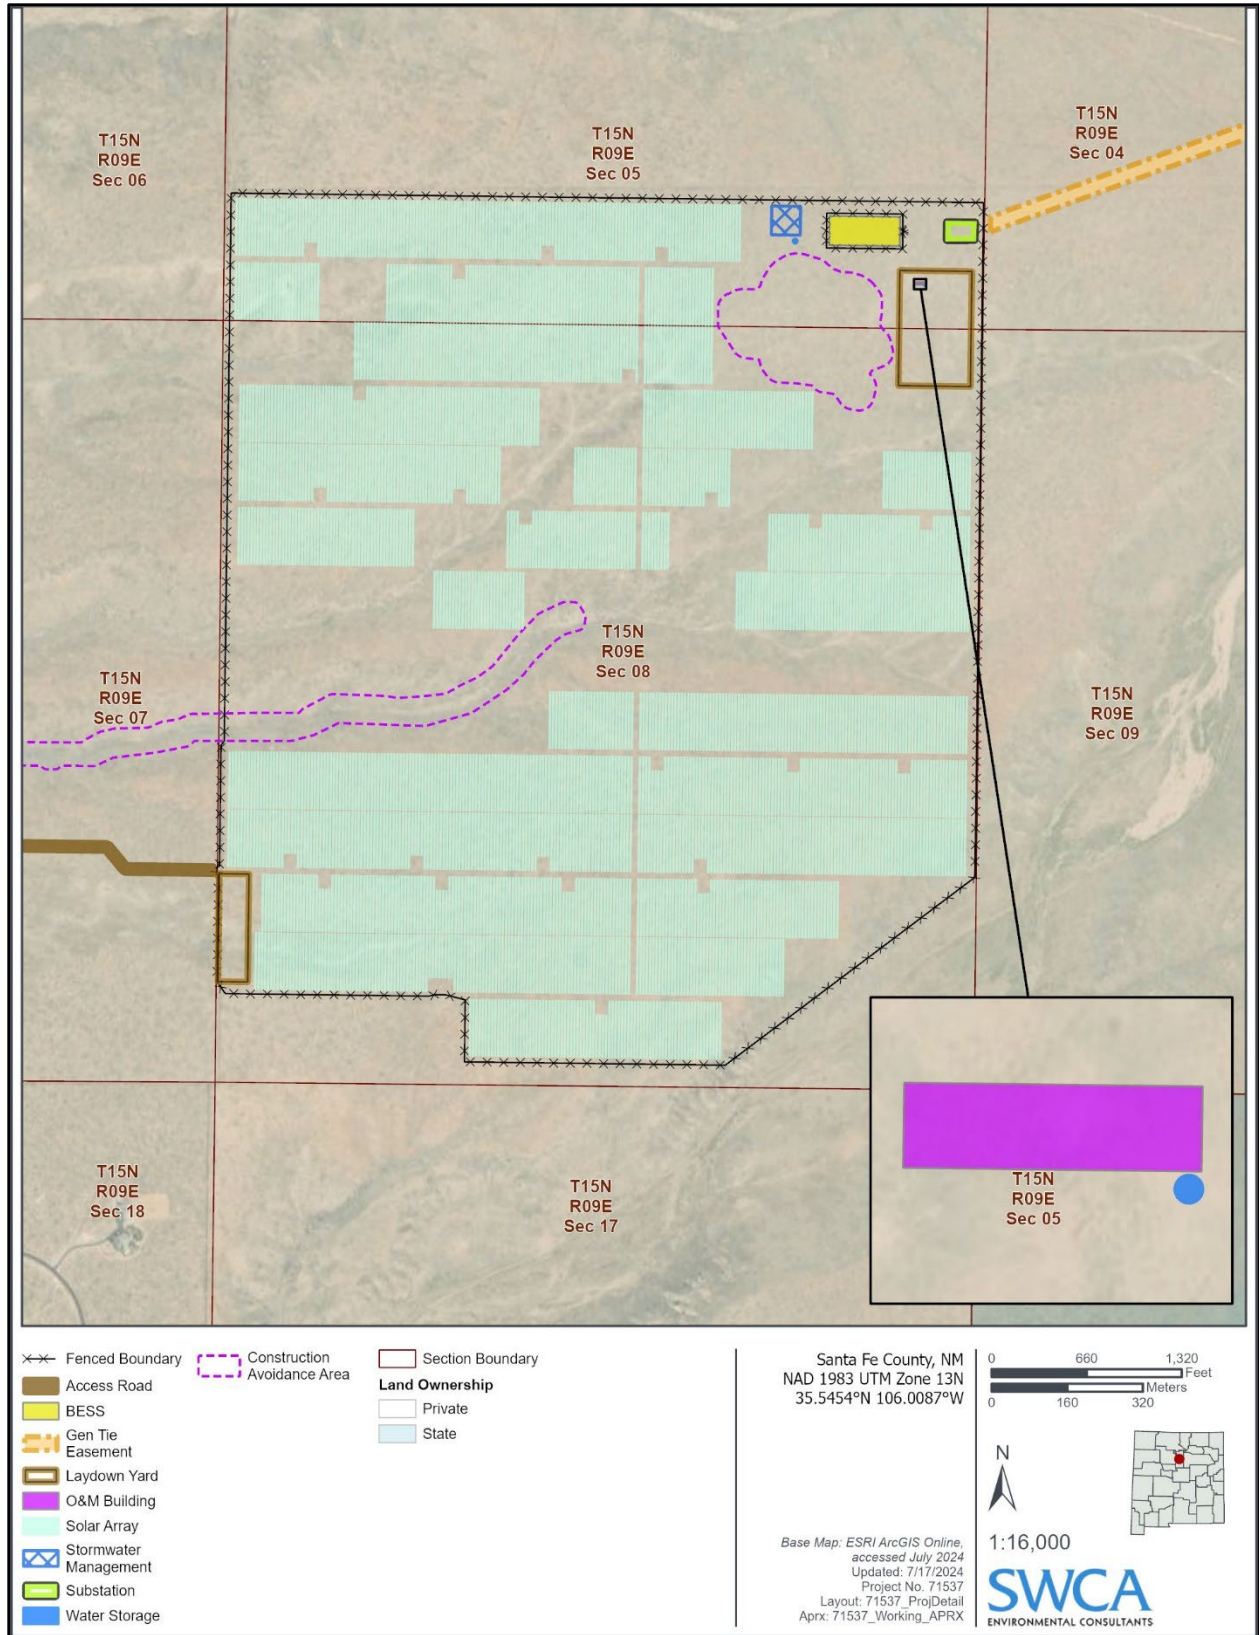 T15N
R09E
Sec 06
T15N
R09E
Sec 05
T15N
R09E
Sec 04
T15N
R09E
Sec 07
T15N
R09E
Sec 08
T15N
R09E
Sec 09
T15N
R09E
Sec 18
T15N
R09E
Sec 17
T15N
R09E
Sec 05
Fenced Boundary
Access Road
BESS
Gen Tie
Easement
Laydown Yard
O&M Building
Solar Array
Stormwater
Management
Substation
Water Storage
Construction
Avoidance Area
Section Boundary
Land Ownership
Private
State
Santa Fe County, NM
NAD 1983 UTM Zone 13N
35.5454°N 106.0087°W
Base Map: ESRI ArcGIS Online,
accessed July 2024
Updated: 7/17/2024
Project No. 71537
Layout: 71537_ProjDetail
Aprx: 71537_Working_APRX
0 660 1,320
Feet
Meters
0 160 320
N
1:16,000
SWCA
ENVIRONMENTAL CONSULTANTS